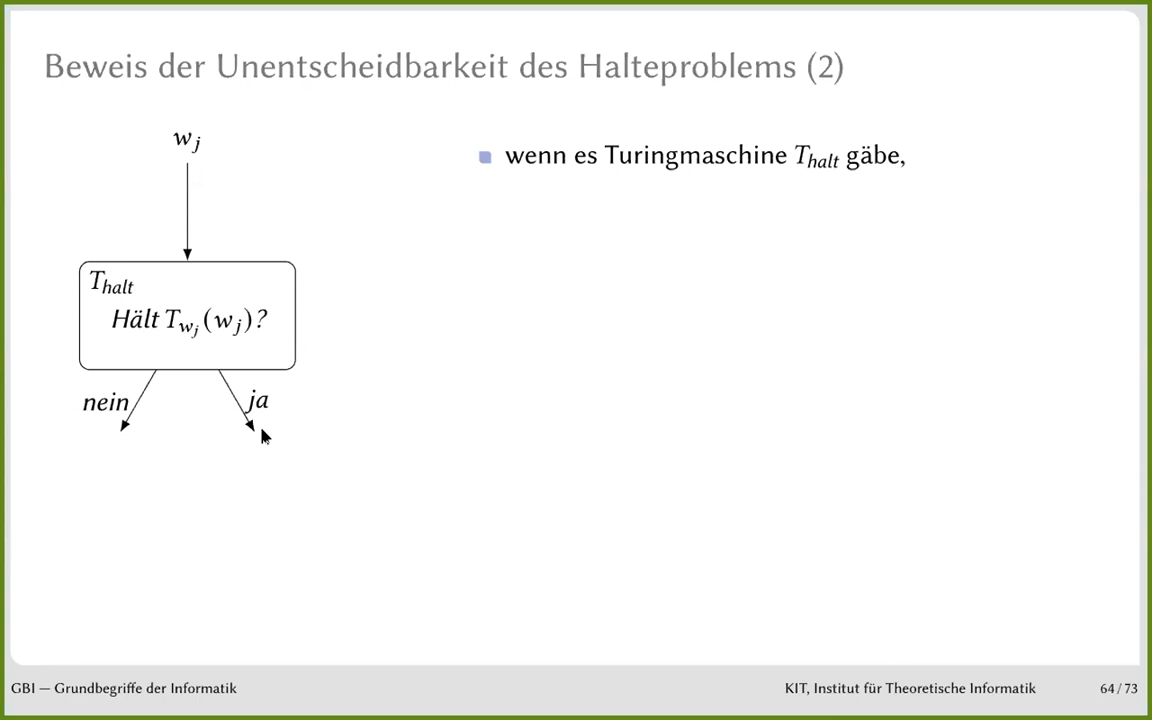 Beweis der Unentscheidbarkeit des Halteproblems (2)
w_j
wenn es Turingmaschine T_halt gäbe,
T_halt
Hält T_{w_j}(w_j)?
nein
ja
GBI — Grundbegriffe der Informatik
KIT, Institut für Theoretische Informatik
64 / 73